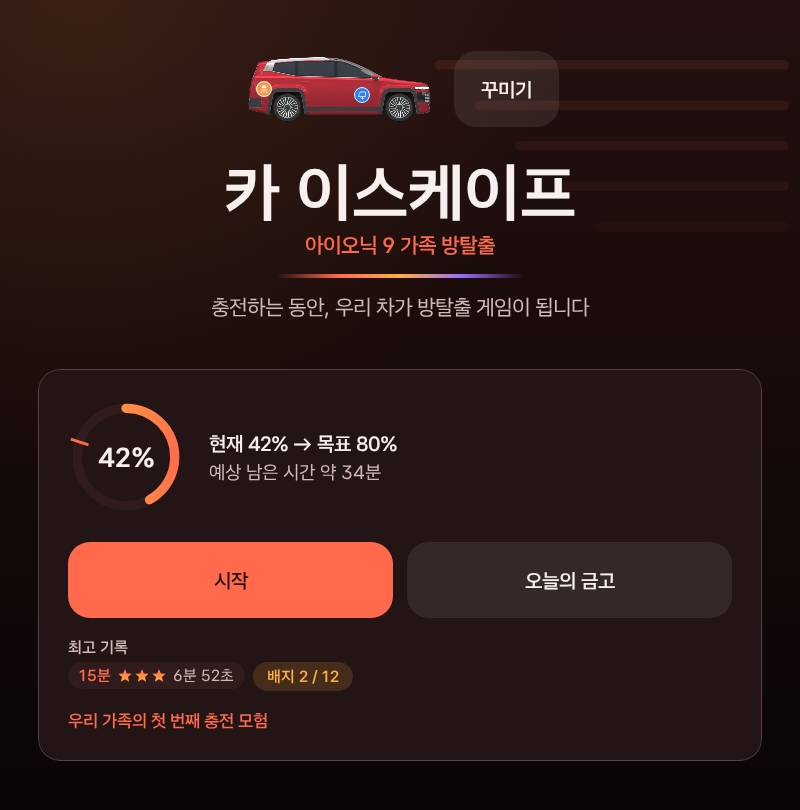 꾸미기
카 이스케이프
아이오닉 9 가족 방탈출
충전하는 동안, 우리 차가 방탈출 게임이 됩니다
42%
현재 42% → 목표 80%
예상 남은 시간 약 34분
시작
오늘의 금고
최고 기록
15분 ★★★ 6분 52초
배지 2 / 12
우리 가족의 첫 번째 충전 모험